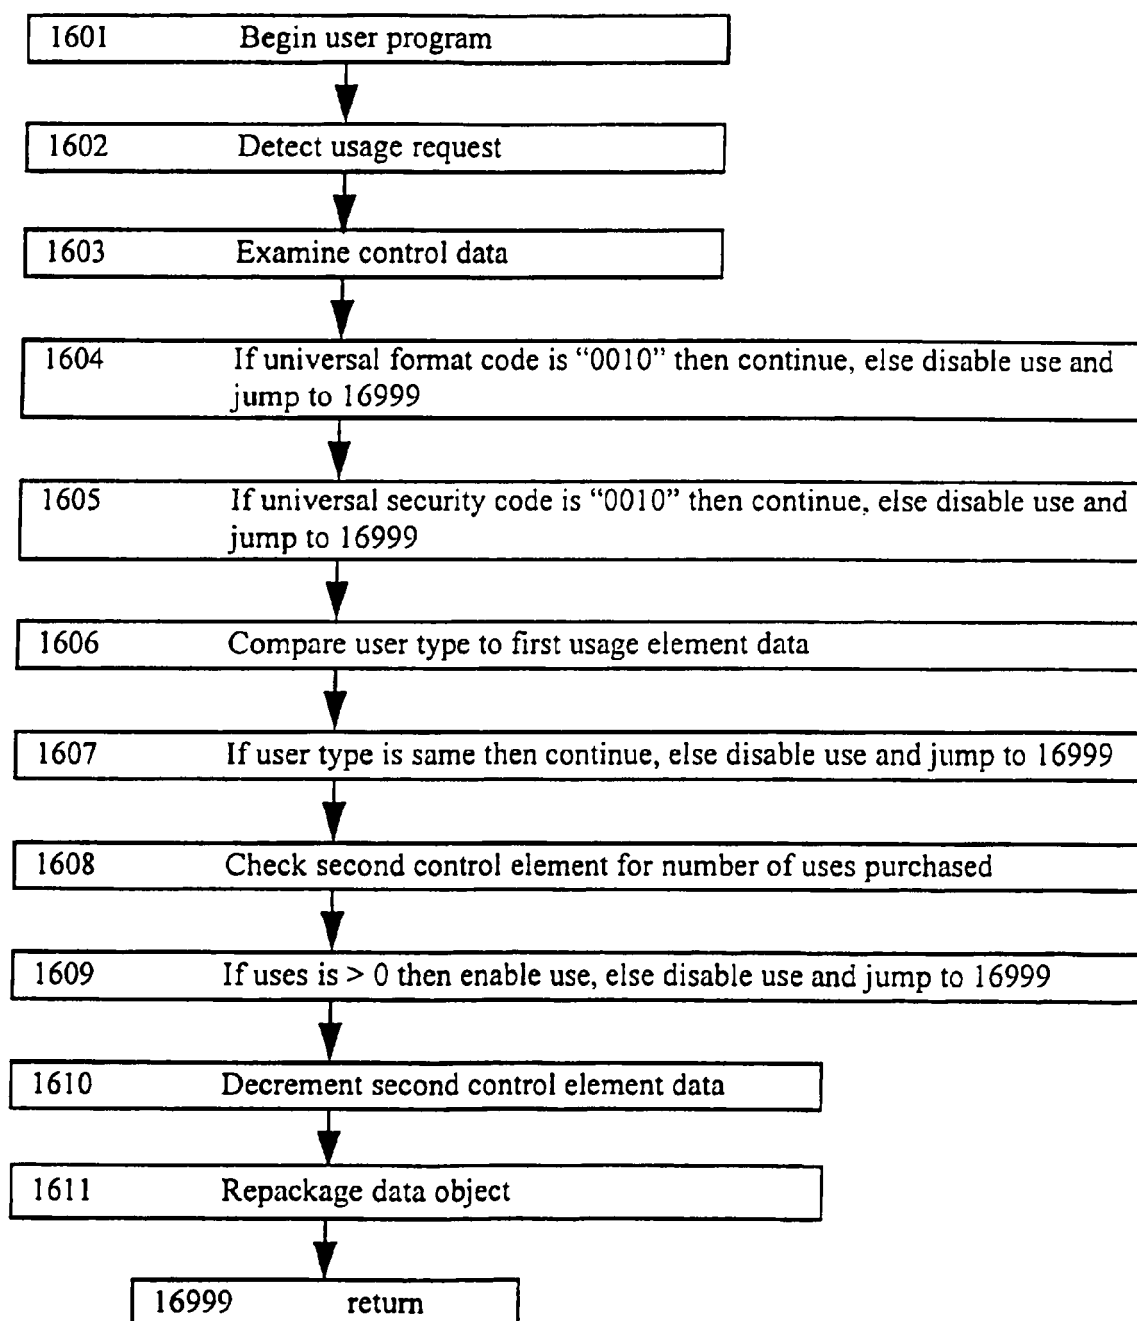 1601 Begin user program
1602 Detect usage request
1603 Examine control data
1604 If universal format code is “0010” then continue, else disable use and
jump to 16999
1605 If universal security code is “0010” then continue, else disable use and
jump to 16999
1606 Compare user type to first usage element data
1607 If user type is same then continue, else disable use and jump to 16999
1608 Check second control element for number of uses purchased
1609 If uses is > 0 then enable use, else disable use and jump to 16999
1610 Decrement second control element data
1611 Repackage data object
16999 return